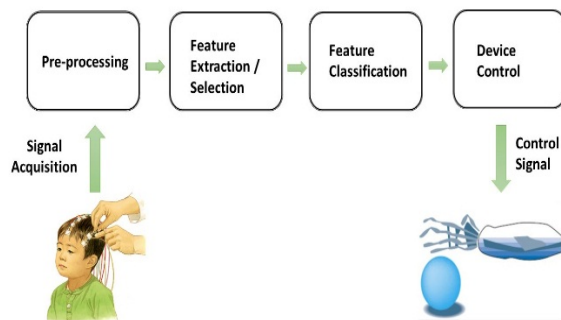 Pre-processing
Feature
Extraction /
Selection
Feature
Classification
Device
Control
Signal
Acquisition
Control
Signal